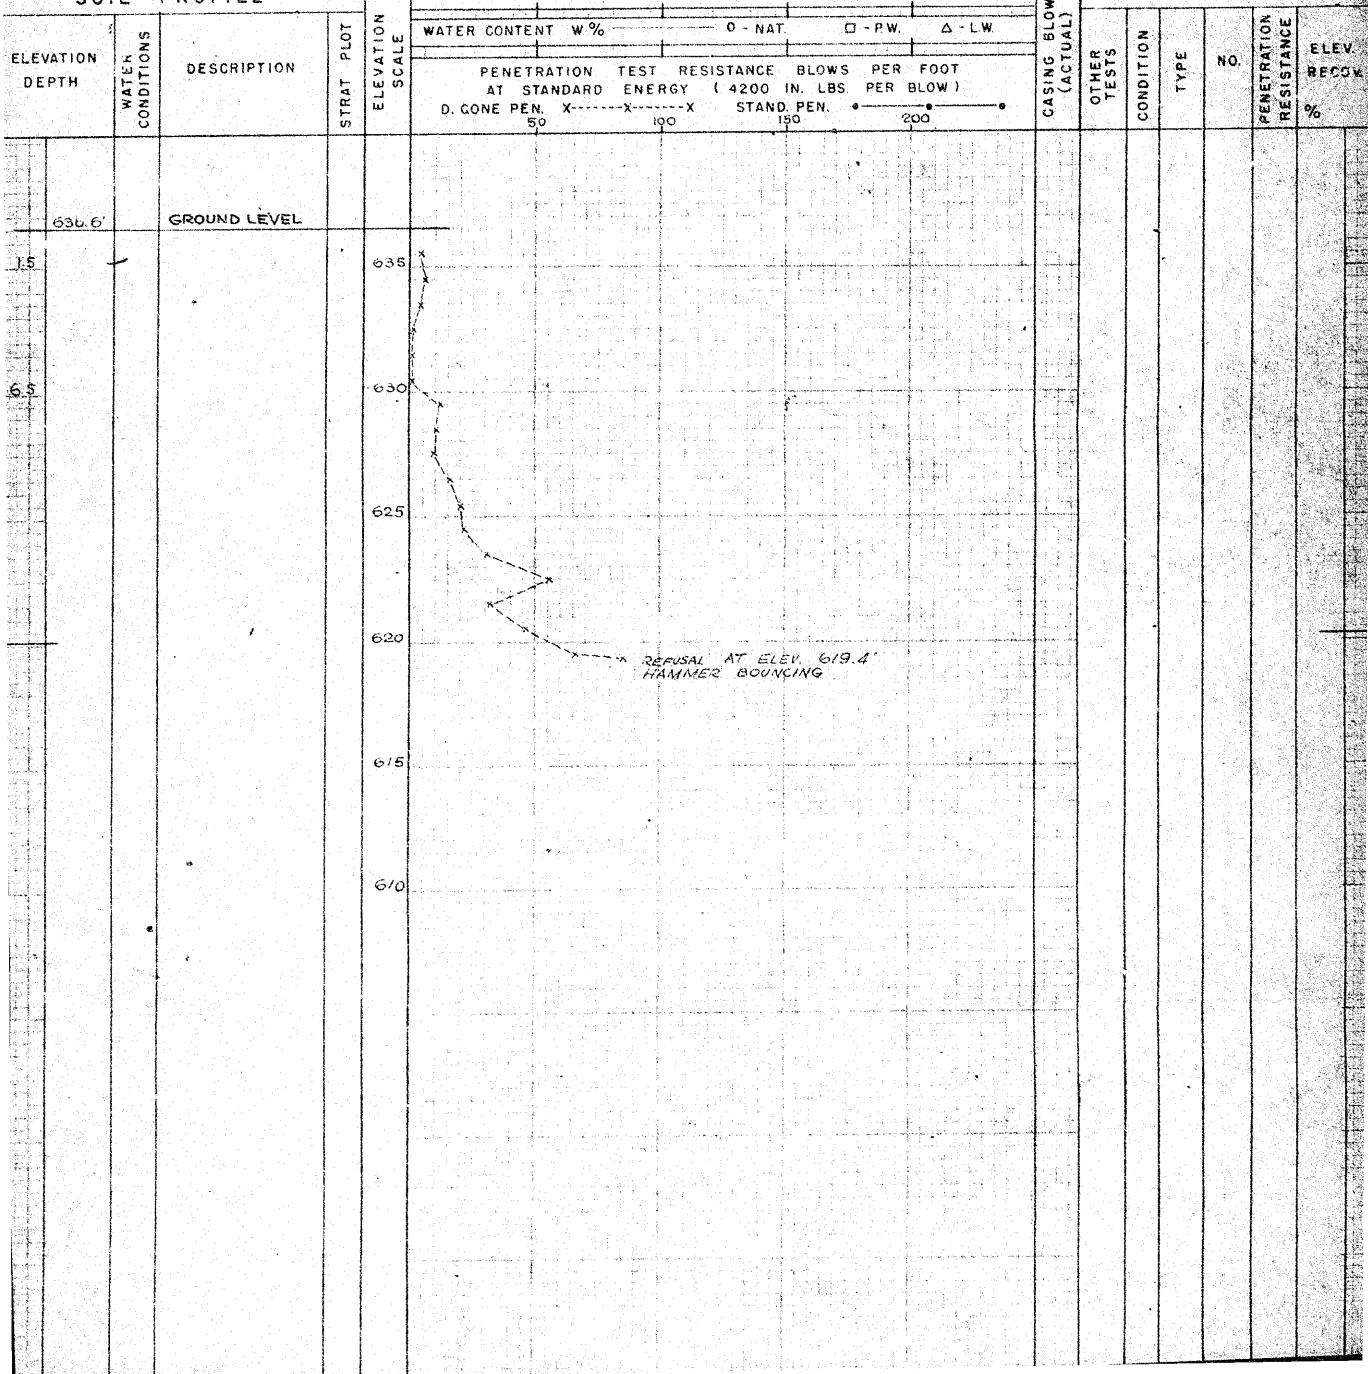 SOIL PROFILE
ELEVATION
DEPTH
WATER
CONDITIONS
DESCRIPTION
STRAT PLOT
ELEVATION
SCALE
WATER CONTENT W % O - NAT. □ - P.W. △ - L.W.
PENETRATION TEST RESISTANCE BLOWS PER FOOT
AT STANDARD ENERGY ( 4200 IN. LBS. PER BLOW )
D. CONE PEN. X-------X-------X STAND. PEN.
50 100 150 200
CASING BLOW
(ACTUAL)
OTHER
TESTS
CONDITION
TYPE
NO.
PENETRATION
RESISTANCE
ELEV.
RECOV.
%
636.6' GROUND LEVEL
1.5
635
6.5
630
625
620
REFUSAL AT ELEV. 619.4'
HAMMER BOUNCING
615
610